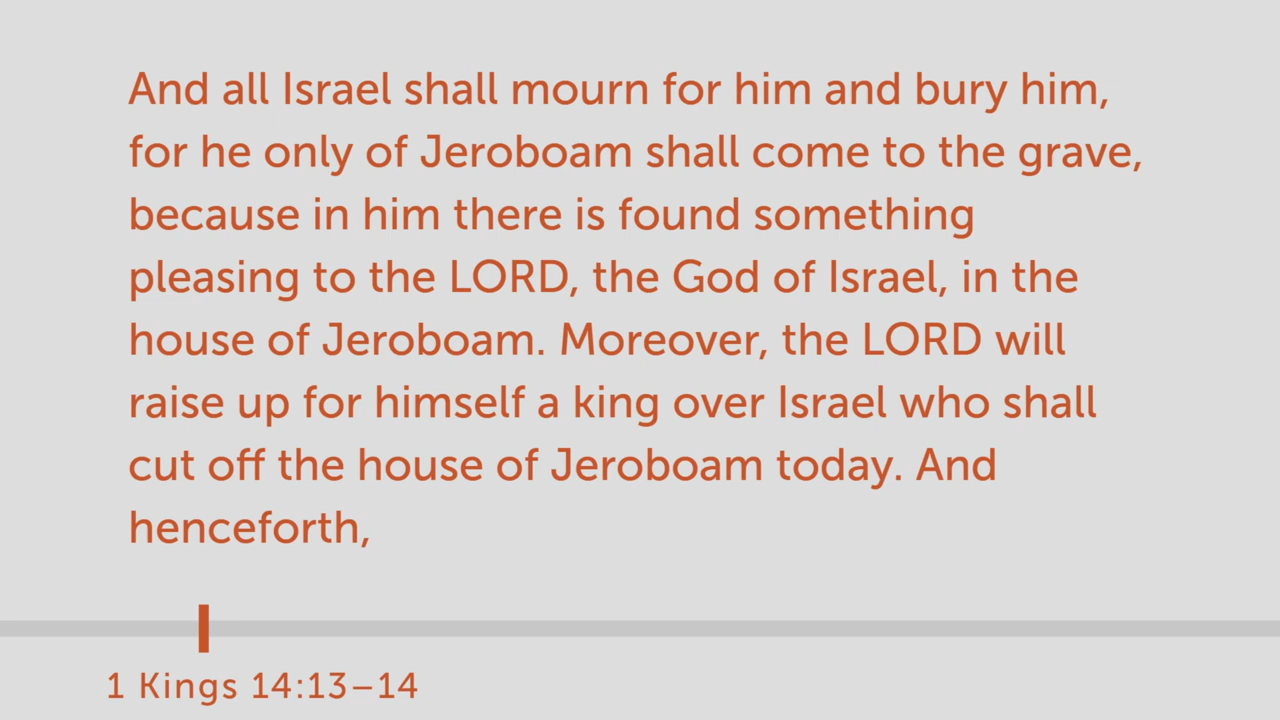 And all Israel shall mourn for him and bury him,
for he only of Jeroboam shall come to the grave,
because in him there is found something
pleasing to the LORD, the God of Israel, in the
house of Jeroboam. Moreover, the LORD will
raise up for himself a king over Israel who shall
cut off the house of Jeroboam today. And
henceforth,
1 Kings 14:13–14